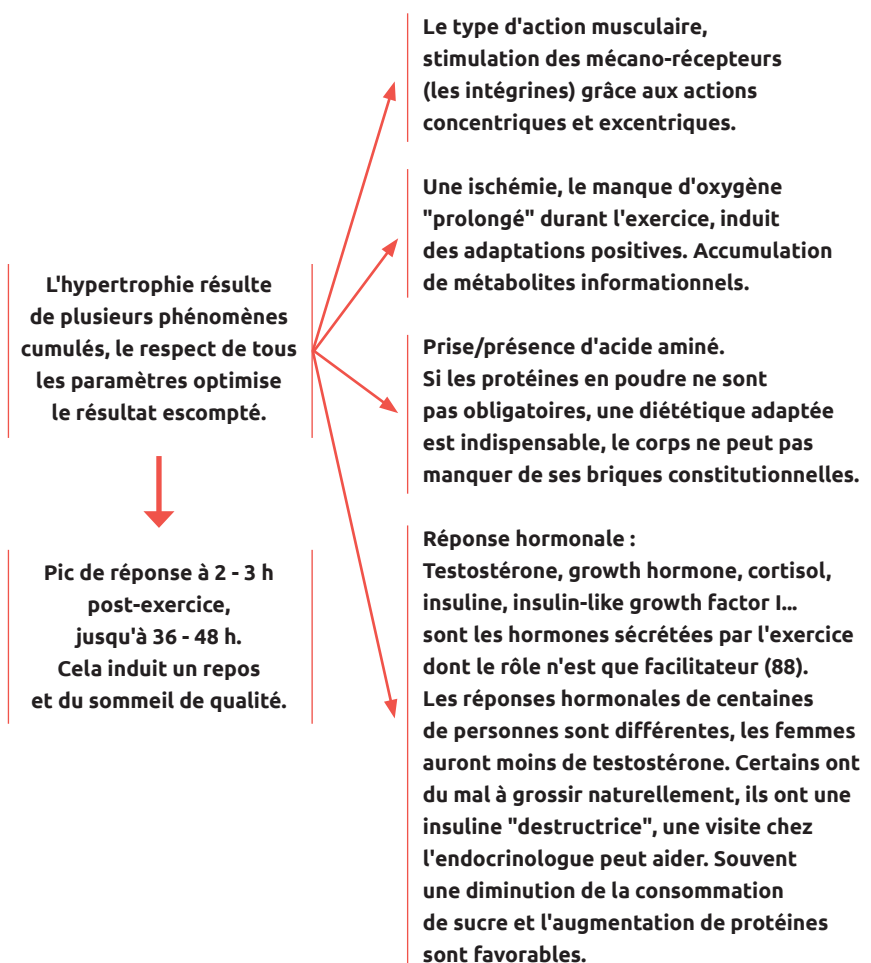 L'hypertrophie résulte
de plusieurs phénomènes
cumulés, le respect de tous
les paramètres optimise
le résultat escompté.
Pic de réponse à 2 - 3 h
post-exercice,
jusqu'à 36 - 48 h.
Cela induit un repos
et du sommeil de qualité.
Le type d'action musculaire,
stimulation des mécano-récepteurs
(les intégrines) grâce aux actions
concentriques et excentriques.
Une ischémie, le manque d'oxygène
"prolongé" durant l'exercice, induit
des adaptations positives. Accumulation
de métabolites informationnels.
Prise/présence d'acide aminé.
Si les protéines en poudre ne sont
pas obligatoires, une diététique adaptée
est indispensable, le corps ne peut pas
manquer de ses briques constitutionnelles.
Réponse hormonale :
Testostérone, growth hormone, cortisol,
insuline, insulin-like growth factor I...
sont les hormones sécrétées par l'exercice
dont le rôle n'est que facilitateur (88).
Les réponses hormonales de centaines
de personnes sont différentes, les femmes
auront moins de testostérone. Certains ont
du mal à grossir naturellement, ils ont une
insuline "destructrice", une visite chez
l'endocrinologue peut aider. Souvent
une diminution de la consommation
de sucre et l'augmentation de protéines
sont favorables.